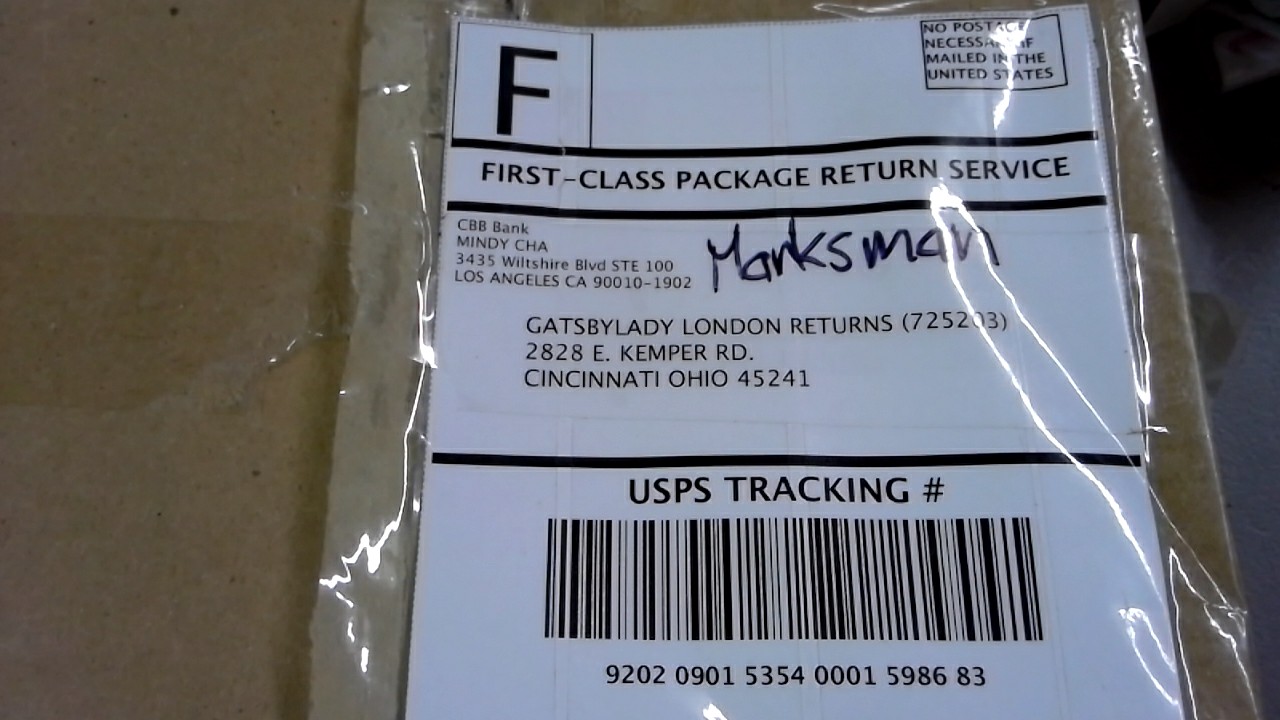 F
NO POSTAGE
NECESSARY IF
MAILED IN THE
UNITED STATES
FIRST-CLASS PACKAGE RETURN SERVICE
CBB Bank
MINDY CHA
3435 Wiltshire Blvd STE 100
LOS ANGELES CA 90010-1902
Marksman
GATSBYLADY LONDON RETURNS (725203)
2828 E. KEMPER RD.
CINCINNATI OHIO 45241
USPS TRACKING #
9202 0901 5354 0001 5986 83